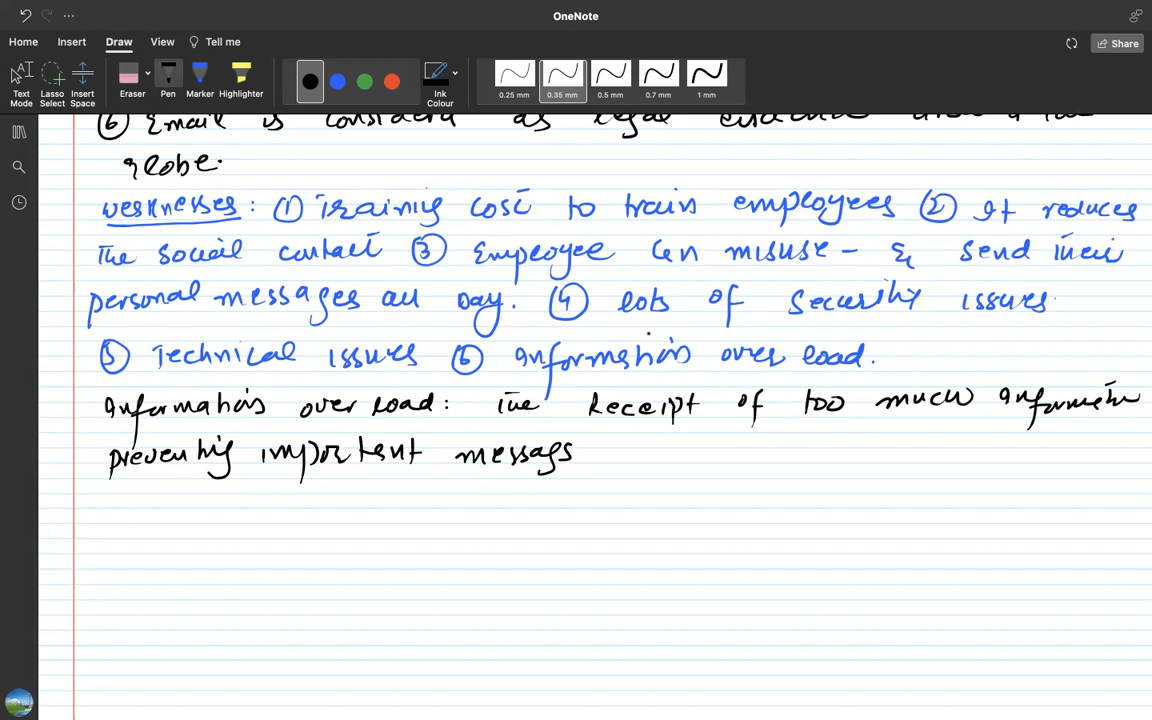 OneNote
Home Insert Draw View Tell me
Share
Text Mode
Lasso Select
Insert Space
Eraser
Pen
Marker
Highlighter
Ink Colour
0.25 mm 0.35 mm 0.5 mm 0.7 mm 1 mm
⑥ Email is considerd as legal evidence
globe.
weaknesses: ① Training cost to train employees ② It reduces
the social contact ③ Employee can misuse – & send their
personal messages all Day. ④ lots of security issues
⑤ Technical issues ⑥ information over load.
information over load: The Receipt of too much
preventing important messags